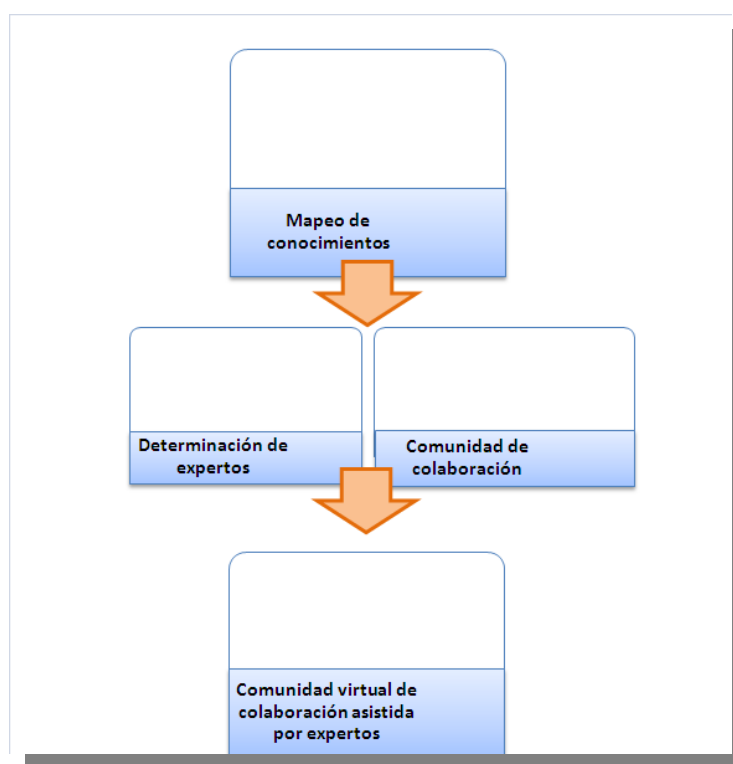 Mapeo de
conocimientos
Determinación de
expertos
Comunidad de
colaboración
Comunidad virtual de
colaboración asistida
por expertos